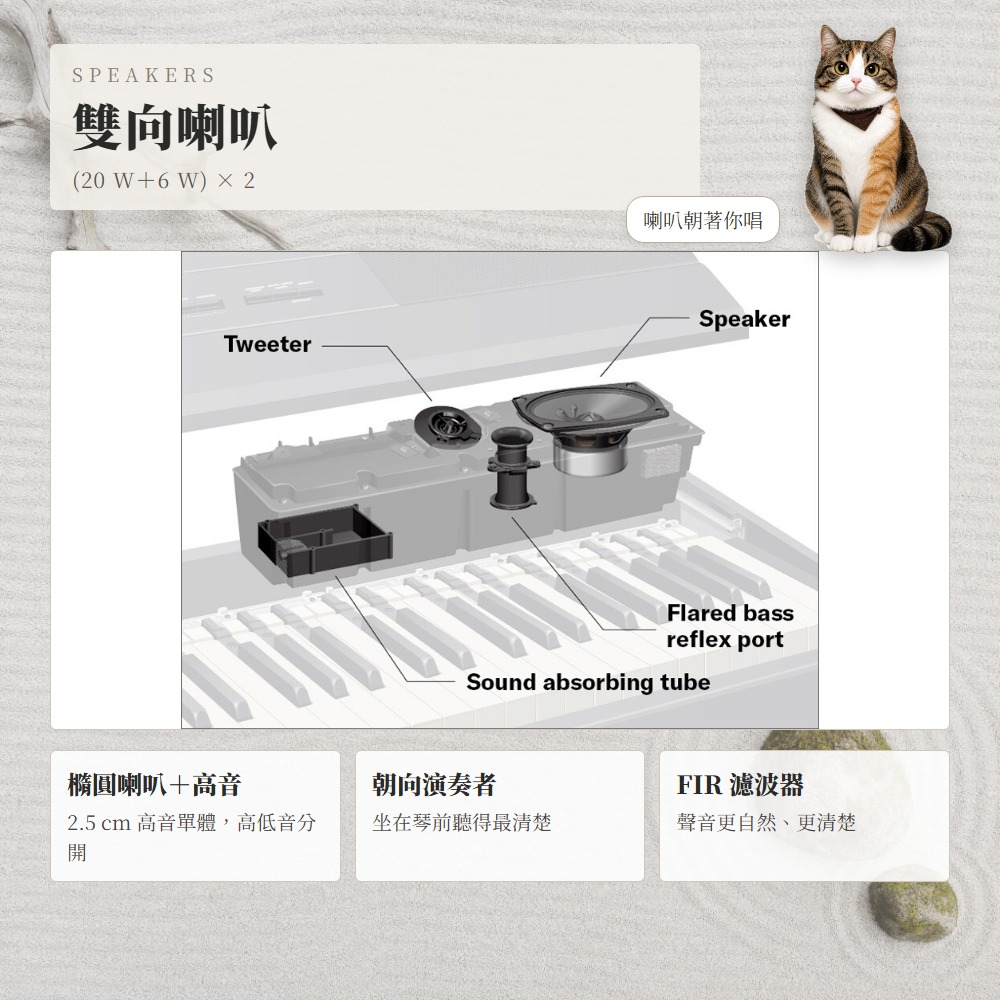 SPEAKERS
雙向喇叭
(20 W＋6 W) × 2
喇叭朝著你唱
Speaker
Tweeter
Flared bass
reflex port
Sound absorbing tube
橢圓喇叭＋高音
2.5 cm 高音單體，高低音分
開
朝向演奏者
坐在琴前聽得最清楚
FIR 濾波器
聲音更自然、更清楚